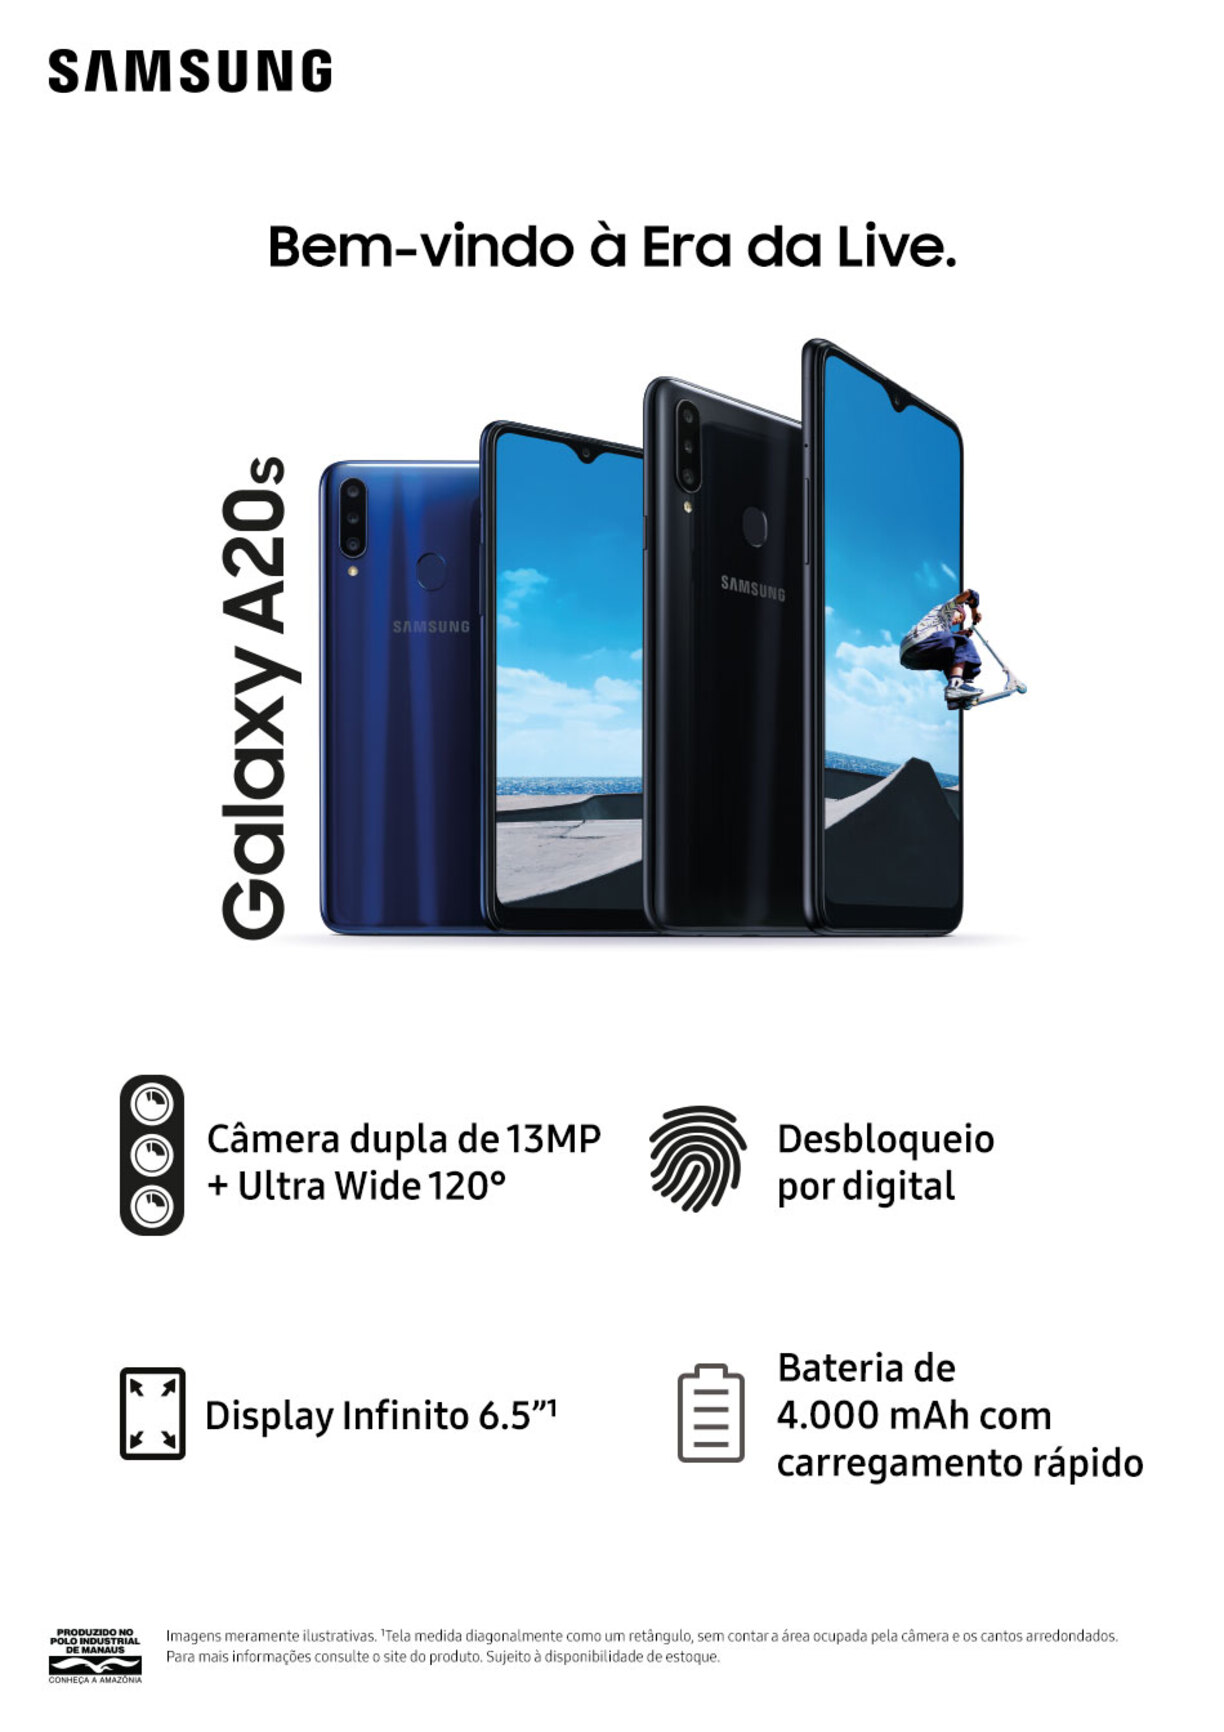 SAMSUNG
Bem-vindo à Era da Live.
Galaxy A20s
SAMSUNG
SAMSUNG
Câmera dupla de 13MP
+ Ultra Wide 120°
Desbloqueio
por digital
Display Infinito 6.5”¹
Bateria de
4.000 mAh com
carregamento rápido
PRODUZIDO NO
POLO INDUSTRIAL
DE MANAUS
CONHEÇA A AMAZÔNIA
Imagens meramente ilustrativas. ¹Tela medida diagonalmente como um retângulo, sem contar a área ocupada pela câmera e os cantos arredondados.
Para mais informações consulte o site do produto. Sujeito à disponibilidade de estoque.